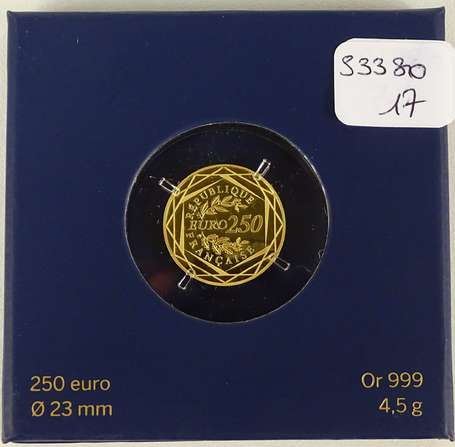 S3380
17
RÉPUBLIQUE
EURO 250
FRANÇAISE
250 euro
Ø 23 mm
Or 999
4,5 g